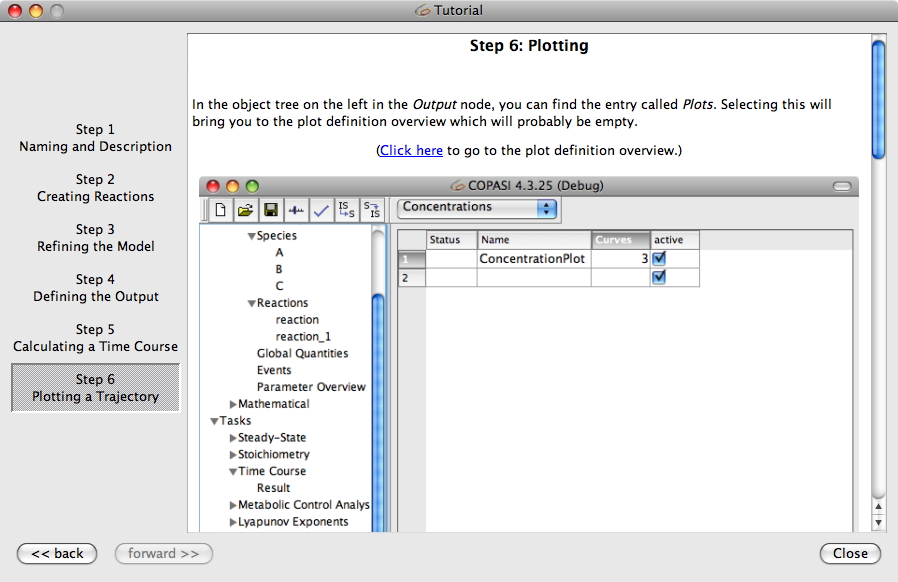 Tutorial
Step 1
Naming and Description
Step 2
Creating Reactions
Step 3
Refining the Model
Step 4
Defining the Output
Step 5
Calculating a Time Course
Step 6
Plotting a Trajectory
Step 6: Plotting
In the object tree on the left in the Output node, you can find the entry called Plots. Selecting this will
bring you to the plot definition overview which will probably be empty.
(Click here to go to the plot definition overview.)
COPASI 4.3.25 (Debug)
IS S
S IS
Concentrations
Species
A
B
C
Reactions
reaction
reaction_1
Global Quantities
Events
Parameter Overview
Mathematical
Tasks
Steady-State
Stoichiometry
Time Course
Result
Metabolic Control Analys
Lyapunov Exponents
Status Name Curves active
1 ConcentrationPlot 3
2
<< back forward >> Close